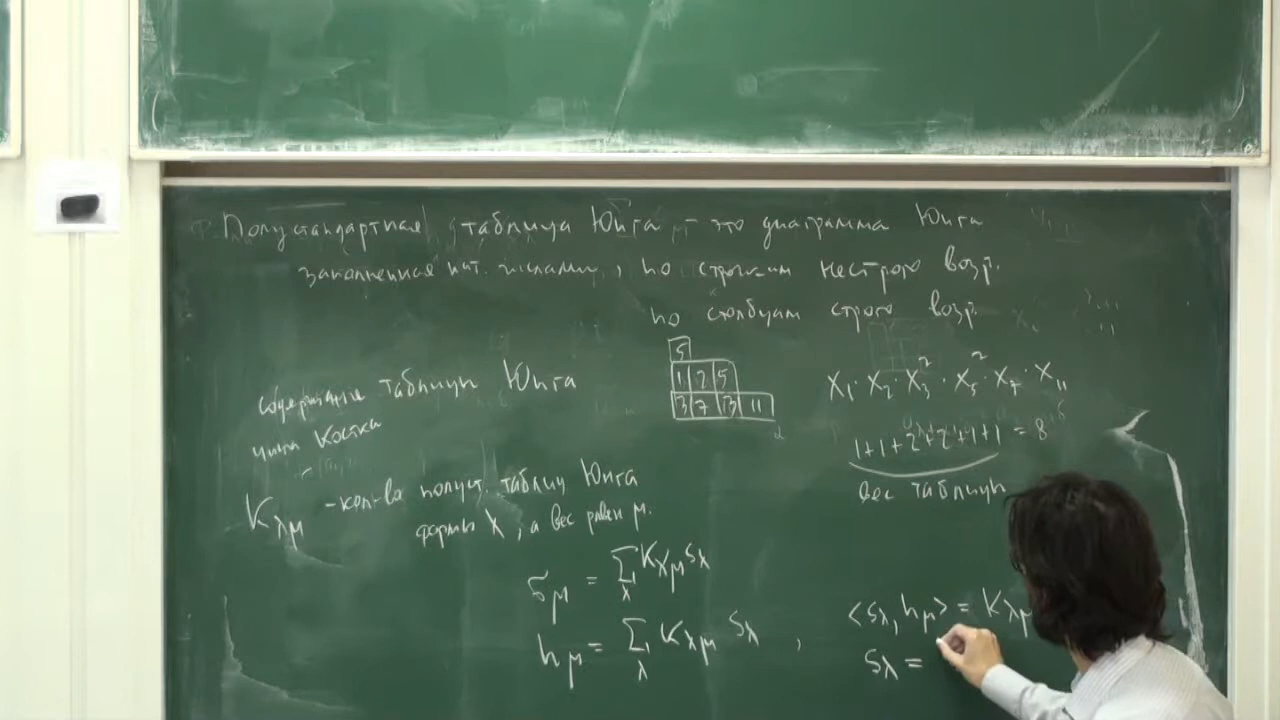 Полустандартная таблица Юнга – это диаграмма Юнга
заполненная нат. числами, по строкам нестрого возр.
по столбцам строго возр.
5
1 2 5
3 7 13 11
x₁·x₂·x₃²·x₅²·x₇·x₁₁
1+1+2+2+1+1 = 8
вес таблицы
содержание таблицы Юнга
числа Костка
K_λμ – кол-во полуст. таблиц Юнга
формы λ, а вес равен μ.
σ_μ = Σ_λ K_λμ s_λ
h_μ = Σ_λ K_λμ s_λ ,
<s_λ, h_μ> = K_λμ
s_λ =